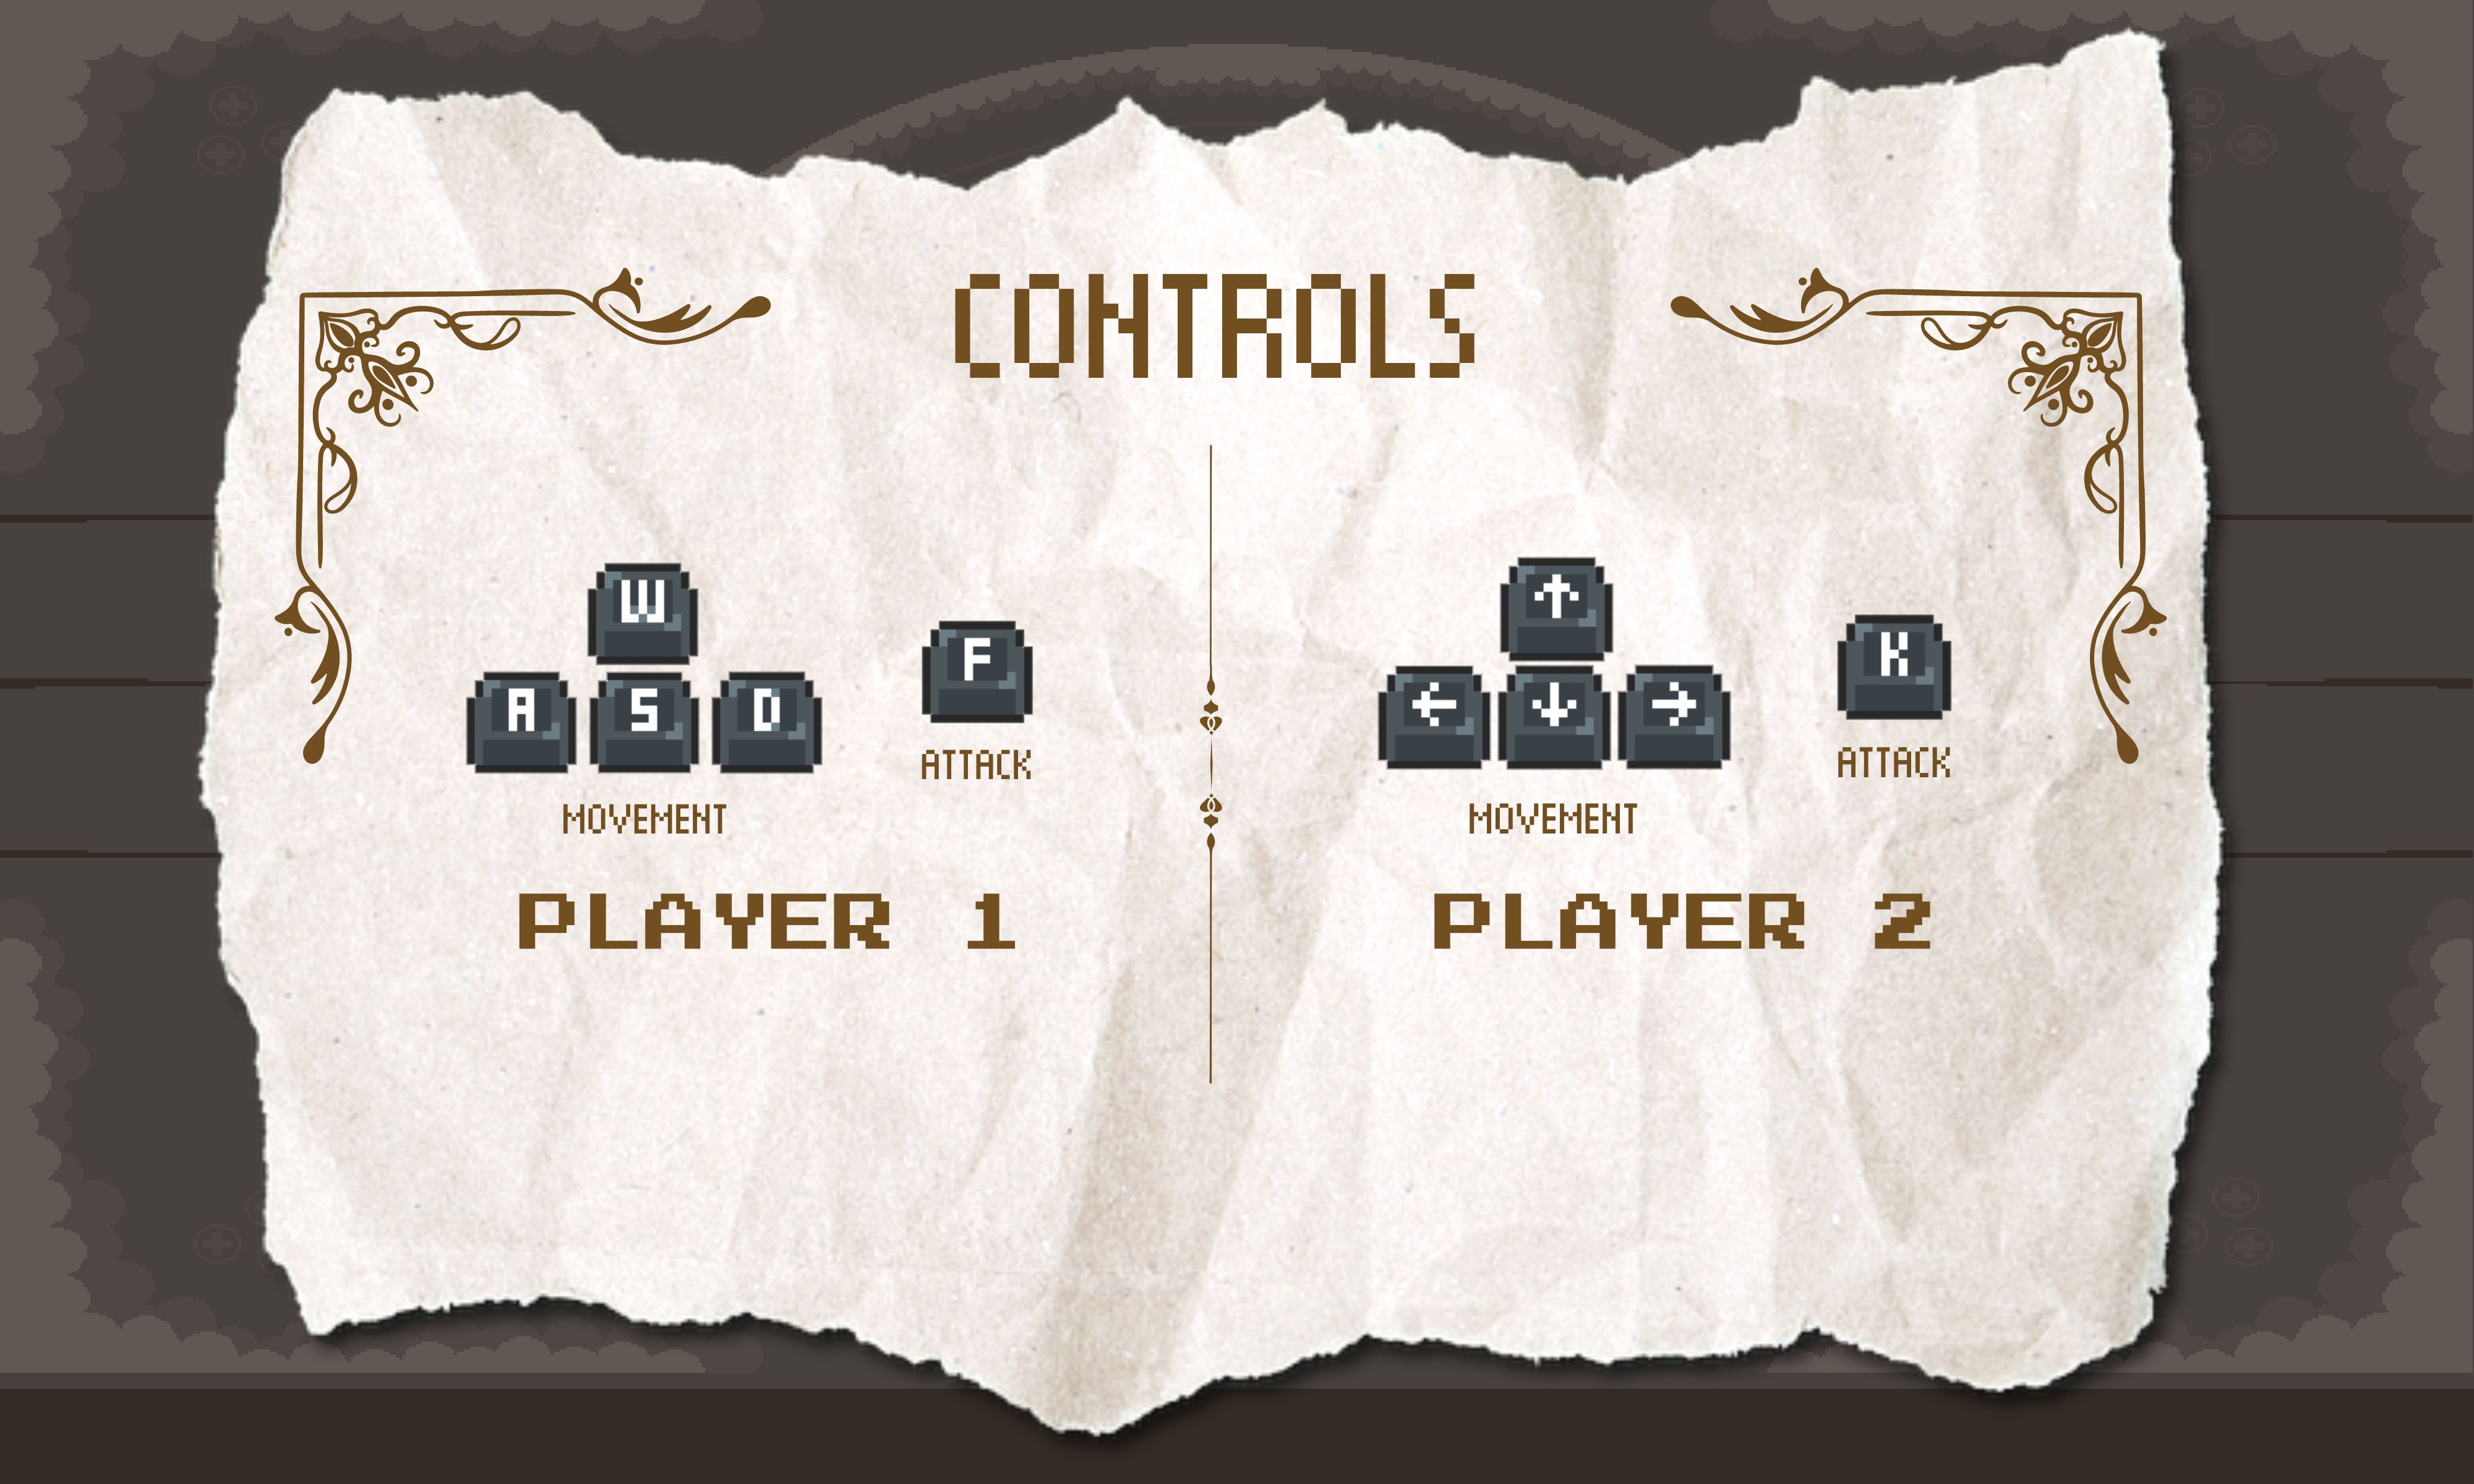 CONTROLS
W
A S D
F
ATTACK
MOVEMENT
PLAYER 1
↑
← ↓ →
K
ATTACK
MOVEMENT
PLAYER 2